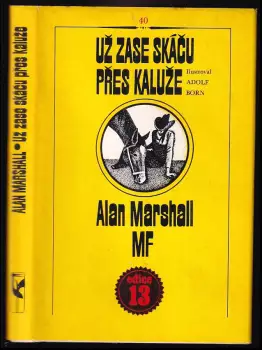 ALAN MARSHALL • Už zase skáču přes kaluže
40
UŽ ZASE SKÁČU
PŘES KALUŽE
Ilustroval
ADOLF
BORN
Alan Marshall
MF
edice
13